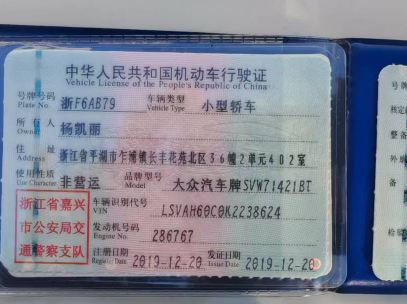 中华人民共和国机动车行驶证
Vehicle License of the People's Republic of China
号牌号码 Plate No. 浙F6AB79 车辆类型 Vehicle Type 小型轿车
所有人 Owner 杨凯丽
住址 Address 浙江省平湖市乍浦镇长丰花苑北区36幢2单元402室
使用性质 Use Character 非营运 品牌型号 Model 大众汽车牌SVW71421BT
浙江省嘉兴
市公安局交
通警察支队
车辆识别代号 VIN LSVAH60C0K2238624
发动机号码 Engine No. 286767
注册日期 Register Date 2019-12-20 发证日期 Issue Date 2019-12-20